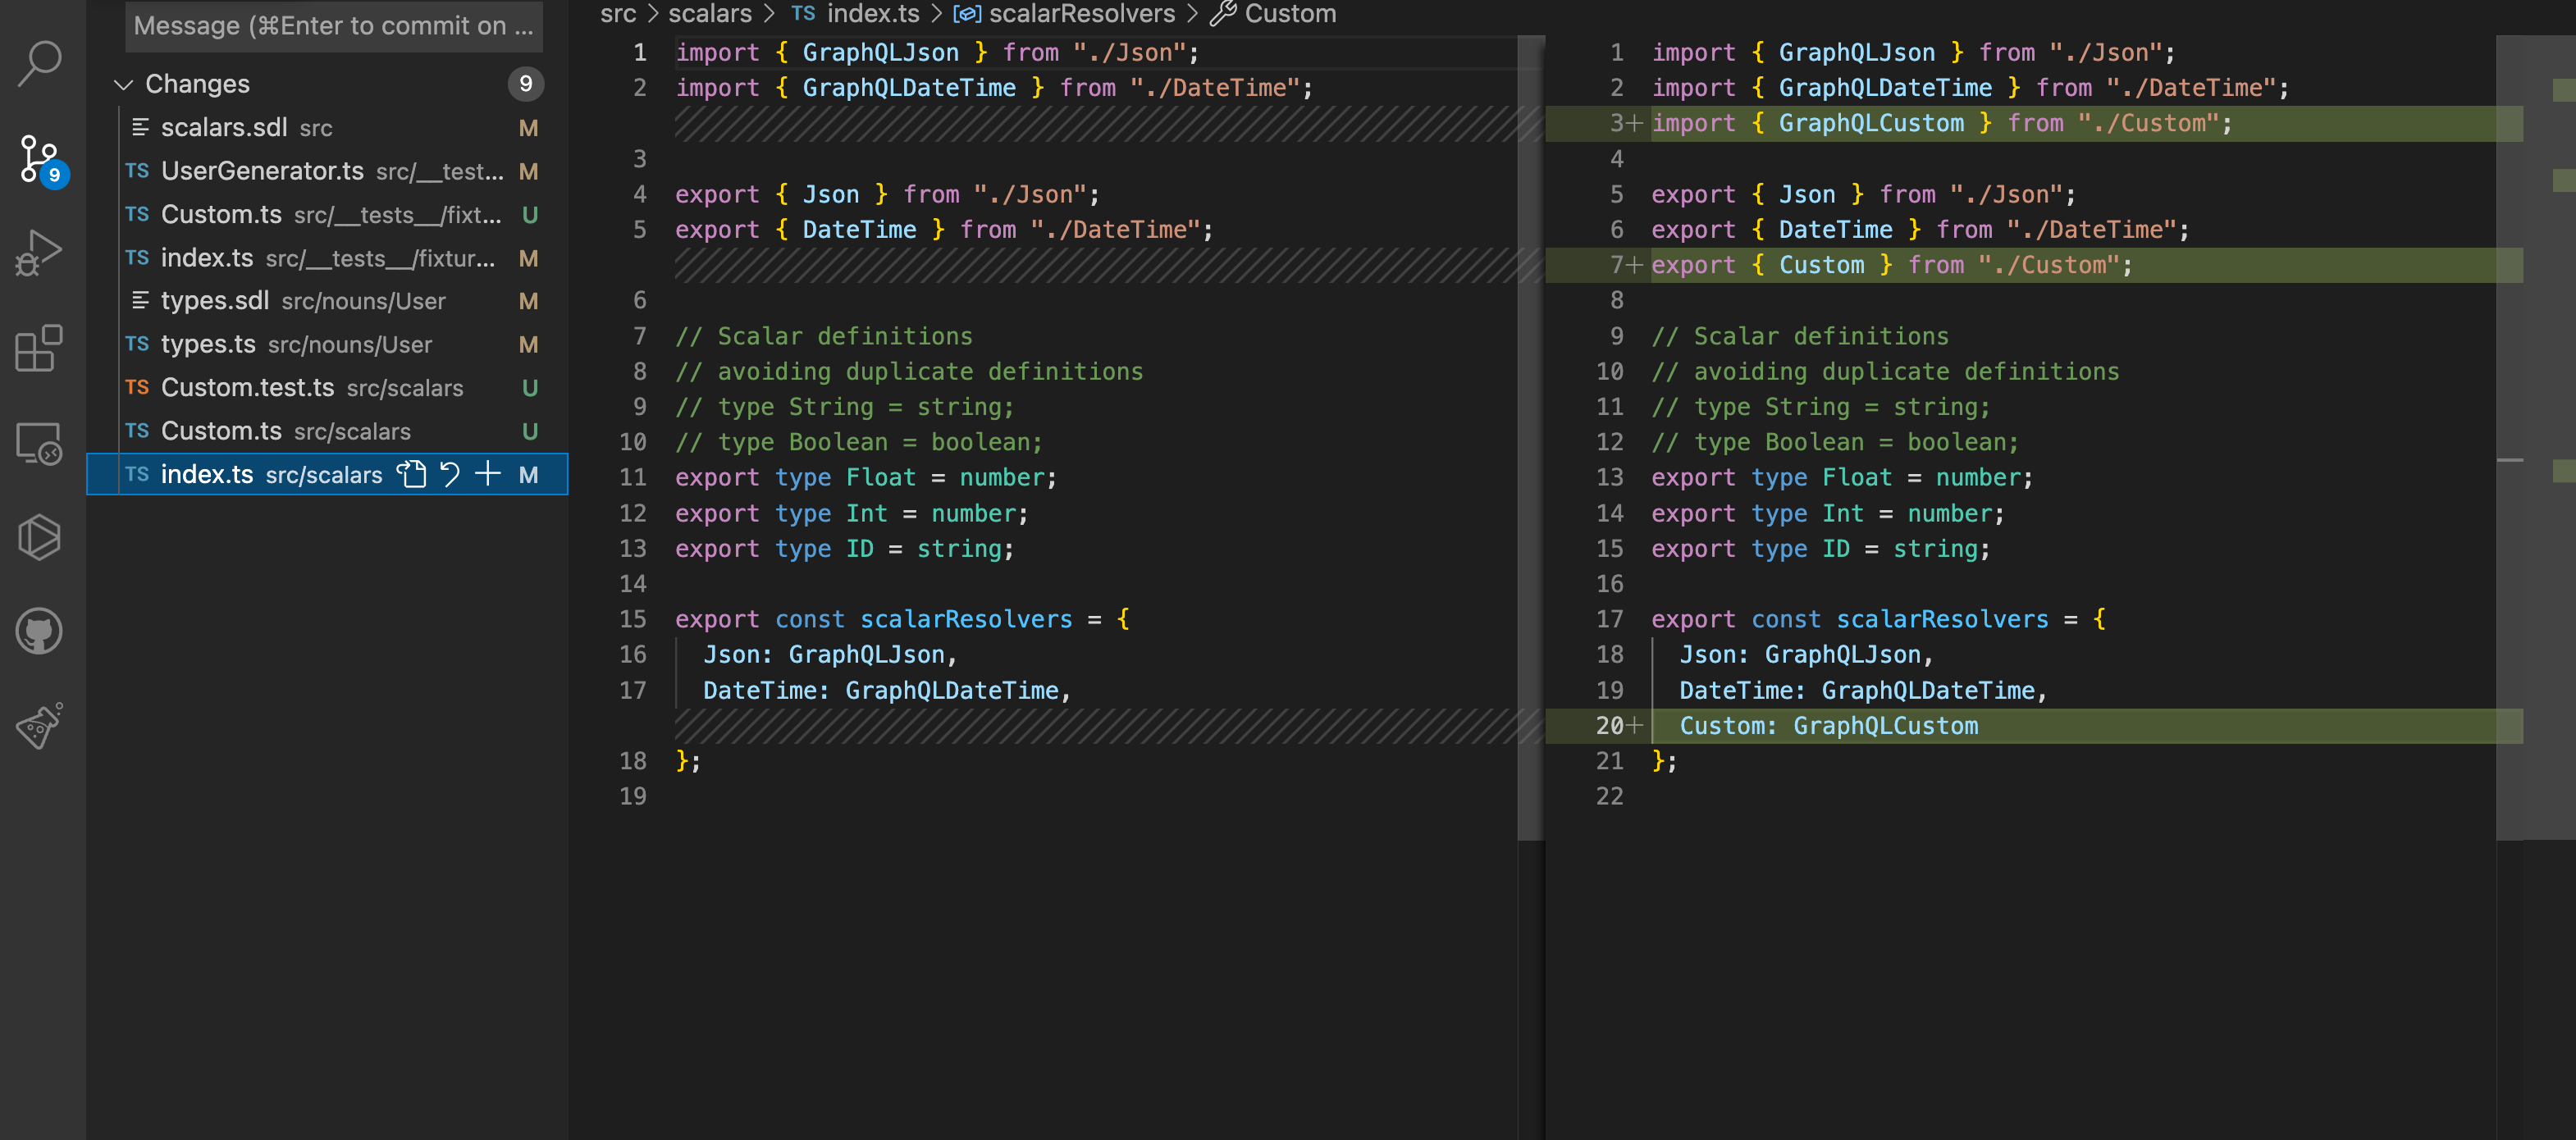 Message (⌘Enter to commit on ...
Changes 9
scalars.sdl src M
TS UserGenerator.ts src/__test... M
TS Custom.ts src/__tests__/fixt... U
TS index.ts src/__tests__/fixtur... M
types.sdl src/nouns/User M
TS types.ts src/nouns/User M
TS Custom.test.ts src/scalars U
TS Custom.ts src/scalars U
TS index.ts src/scalars M
9
src > scalars > TS index.ts > scalarResolvers > Custom
1 import { GraphQLJson } from "./Json";
2 import { GraphQLDateTime } from "./DateTime";
3
4 export { Json } from "./Json";
5 export { DateTime } from "./DateTime";
6
7 // Scalar definitions
8 // avoiding duplicate definitions
9 // type String = string;
10 // type Boolean = boolean;
11 export type Float = number;
12 export type Int = number;
13 export type ID = string;
14
15 export const scalarResolvers = {
16 Json: GraphQLJson,
17 DateTime: GraphQLDateTime,
18 };
19
1 import { GraphQLJson } from "./Json";
2 import { GraphQLDateTime } from "./DateTime";
3+ import { GraphQLCustom } from "./Custom";
4
5 export { Json } from "./Json";
6 export { DateTime } from "./DateTime";
7+ export { Custom } from "./Custom";
8
9 // Scalar definitions
10 // avoiding duplicate definitions
11 // type String = string;
12 // type Boolean = boolean;
13 export type Float = number;
14 export type Int = number;
15 export type ID = string;
16
17 export const scalarResolvers = {
18 Json: GraphQLJson,
19 DateTime: GraphQLDateTime,
20+ Custom: GraphQLCustom
21 };
22